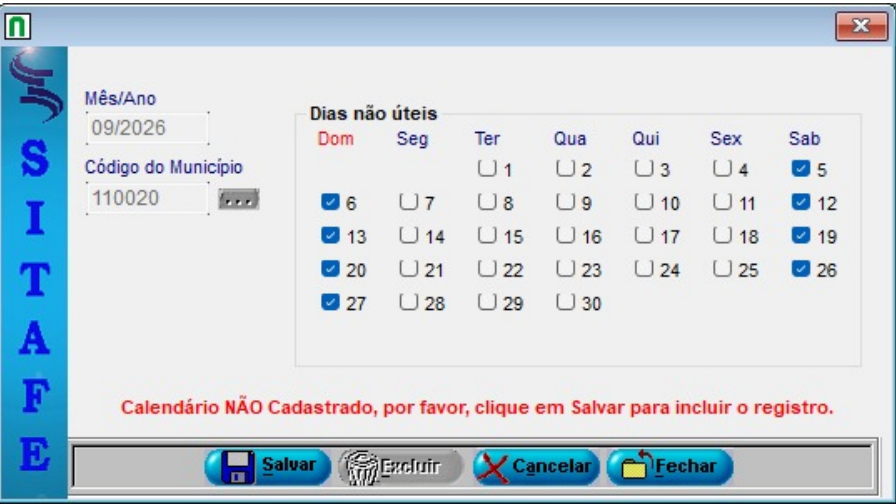 Mês/Ano
09/2026
Código do Município
110020
...
Dias não úteis
Dom Seg Ter Qua Qui Sex Sab
1 2 3 4 5
6 7 8 9 10 11 12
13 14 15 16 17 18 19
20 21 22 23 24 25 26
27 28 29 30
Calendário NÃO Cadastrado, por favor, clique em Salvar para incluir o registro.
Salvar Excluir Cancelar Fechar
S
I
T
A
F
E